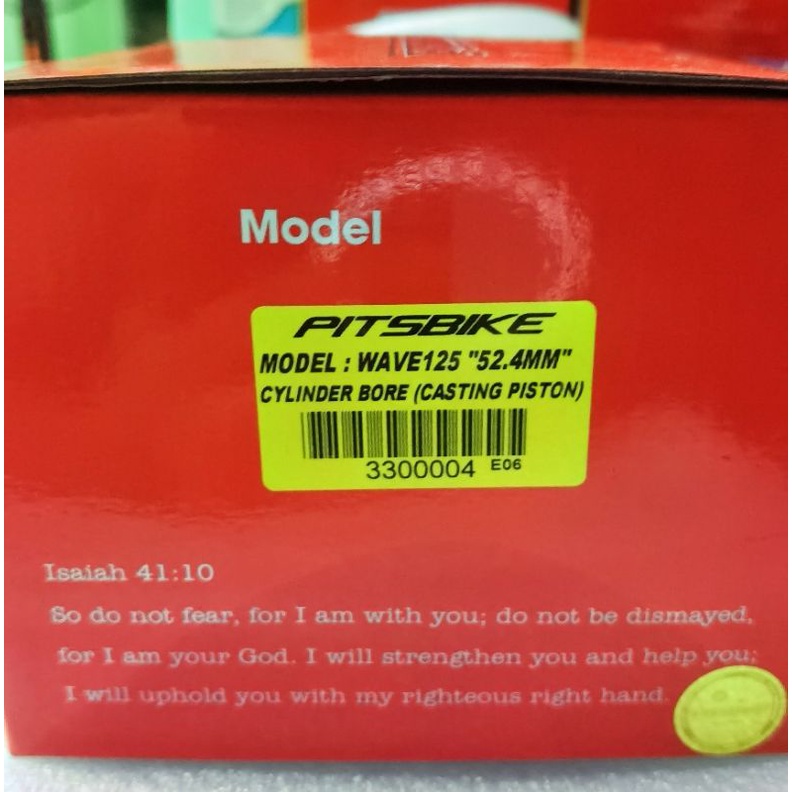 Model
PITSBIKE
MODEL : WAVE125 "52.4MM"
CYLINDER BORE (CASTING PISTON)
3300004 E06
Isaiah 41:10
So do not fear, for I am with you; do not be dismayed,
for I am your God. I will strengthen you and help you;
I will uphold you with my righteous right hand.